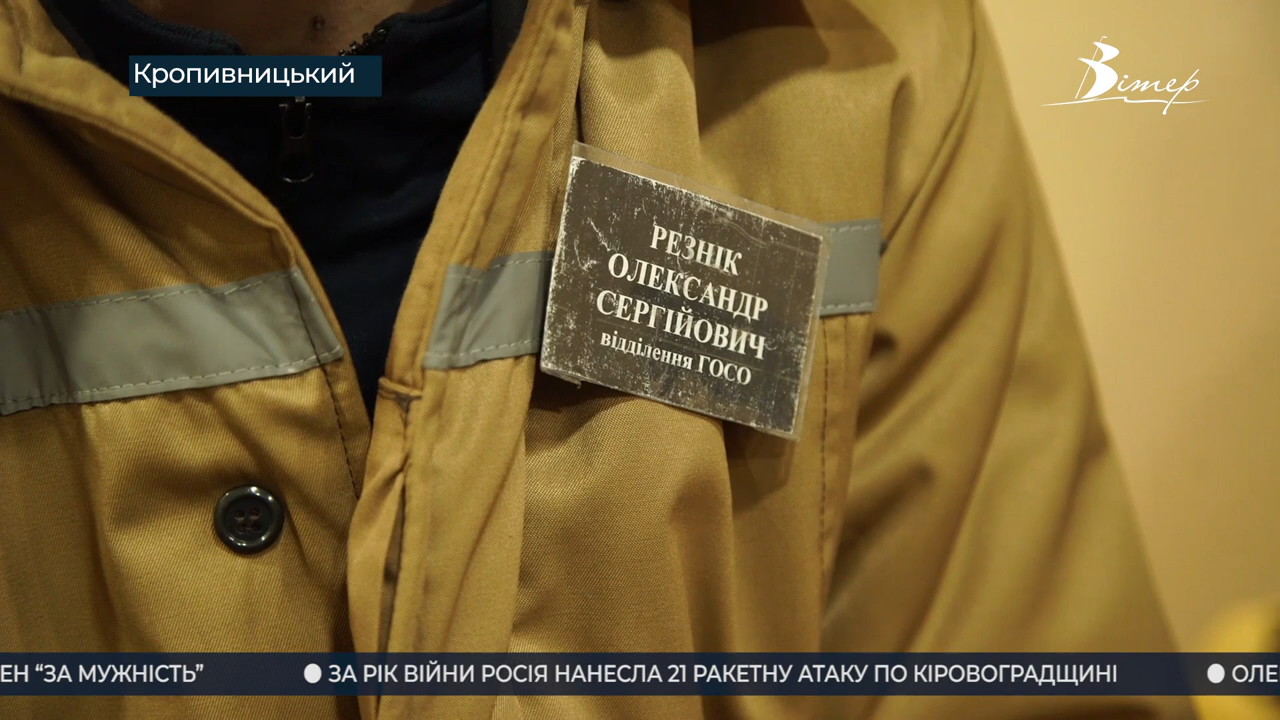 Кропивницький
Вітер
РЕЗНІК
ОЛЕКСАНДР
СЕРГІЙОВИЧ
відділення ГОСО
ЕН “ЗА МУЖНІСТЬ” ● ЗА РІК ВІЙНИ РОСІЯ НАНЕСЛА 21 РАКЕТНУ АТАКУ ПО КІРОВОГРАДЩИНІ ● ОЛЕ